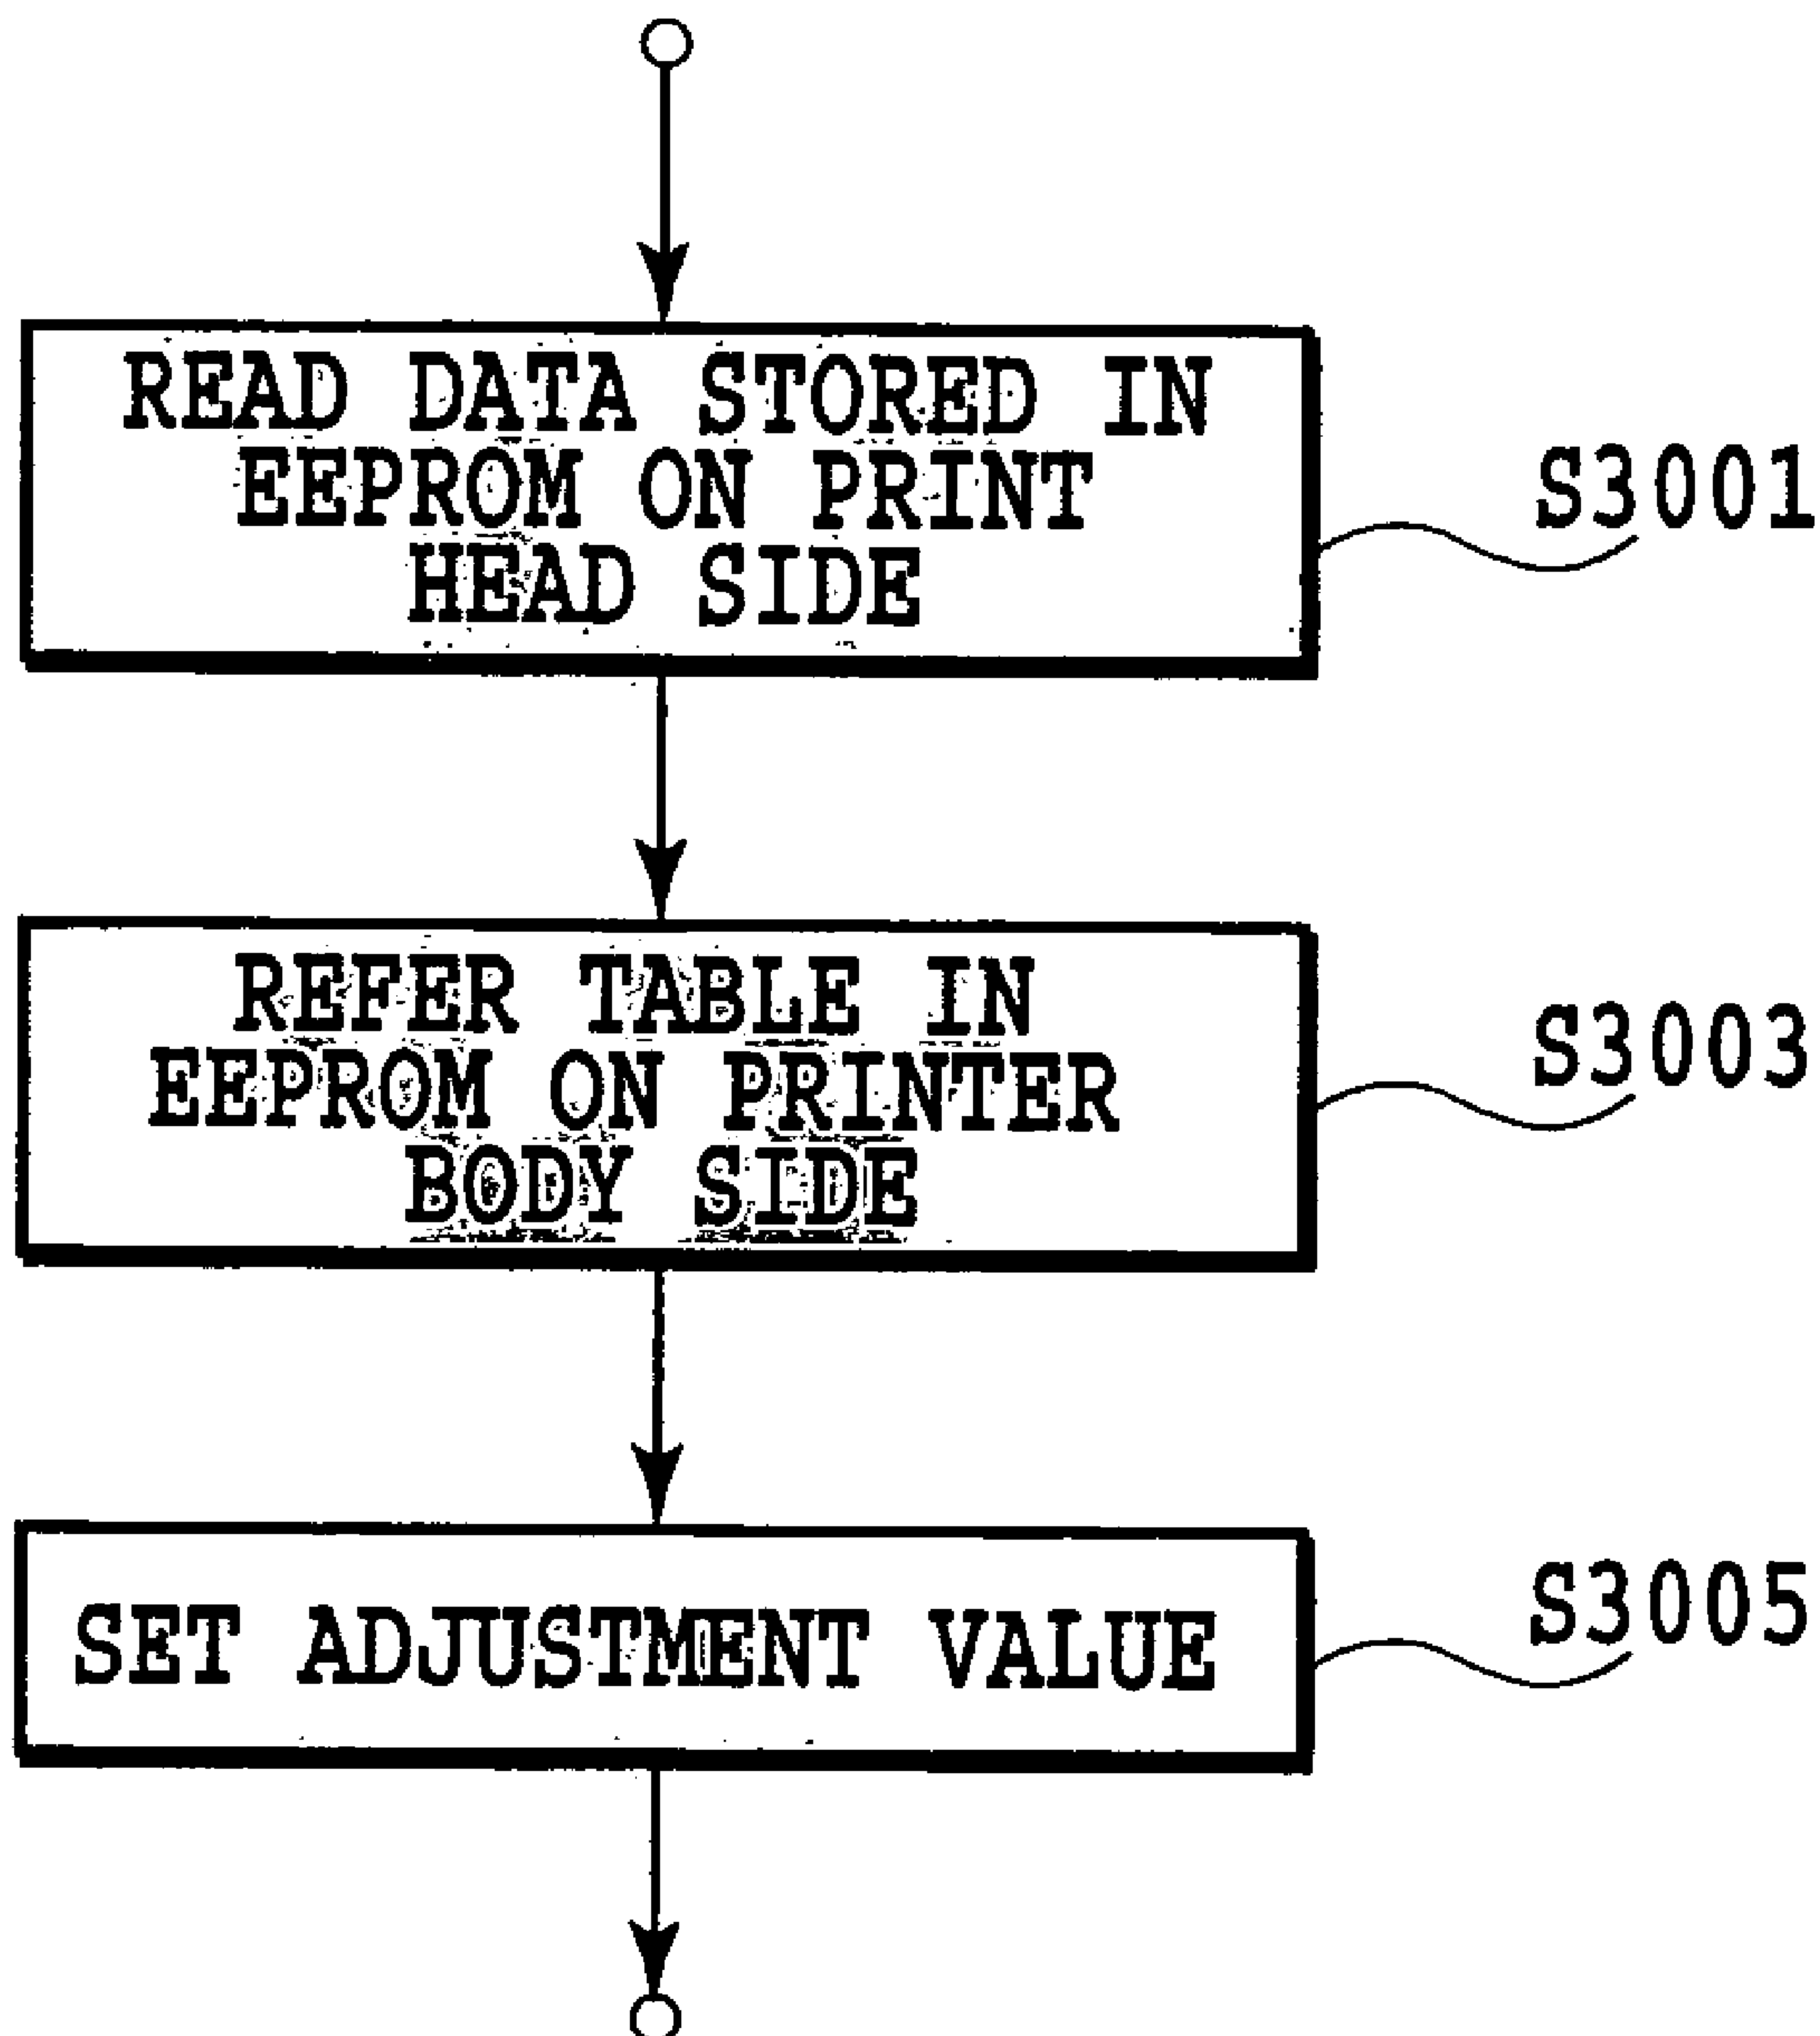 READ DATA STORED IN
EEPROM ON PRINT
HEAD SIDE
S3001
REFER TABLE IN
EEPROM ON PRINTER
BODY SIDE
S3003
SET ADJUSTMENT VALUE
S3005